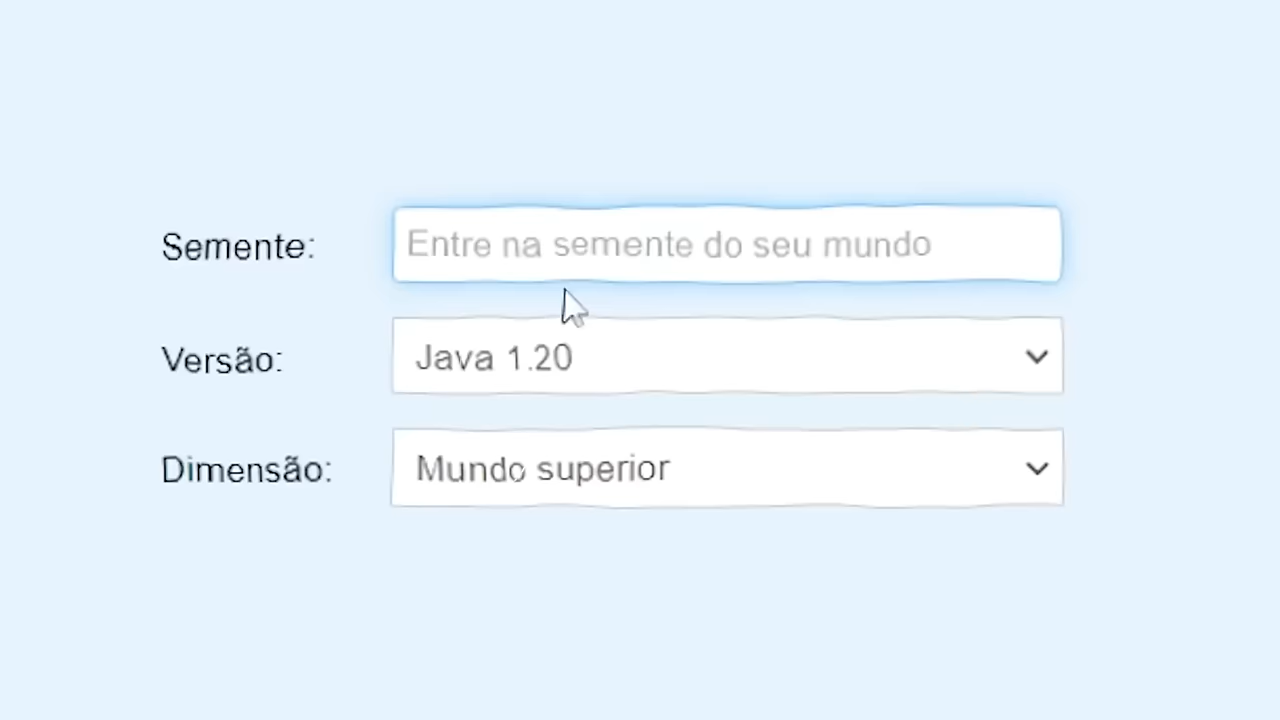 Semente: Entre na semente do seu mundo
Versão: Java 1.20
Dimensão: Mundo superior